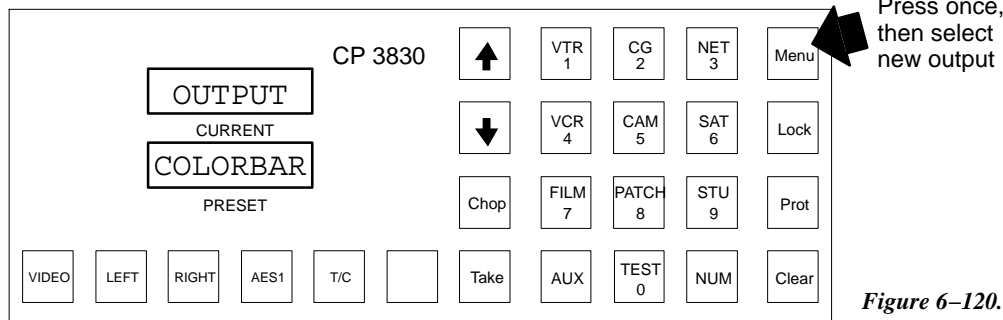 Press once,
then select
new output
CP 3830
OUTPUT
CURRENT
COLORBAR
PRESET
VTR
1
CG
2
NET
3
Menu
VCR
4
CAM
5
SAT
6
Lock
Chop
FILM
7
PATCH
8
STU
9
Prot
VIDEO
LEFT
RIGHT
AES1
T/C
Take
AUX
TEST
0
NUM
Clear
Figure 6–120.